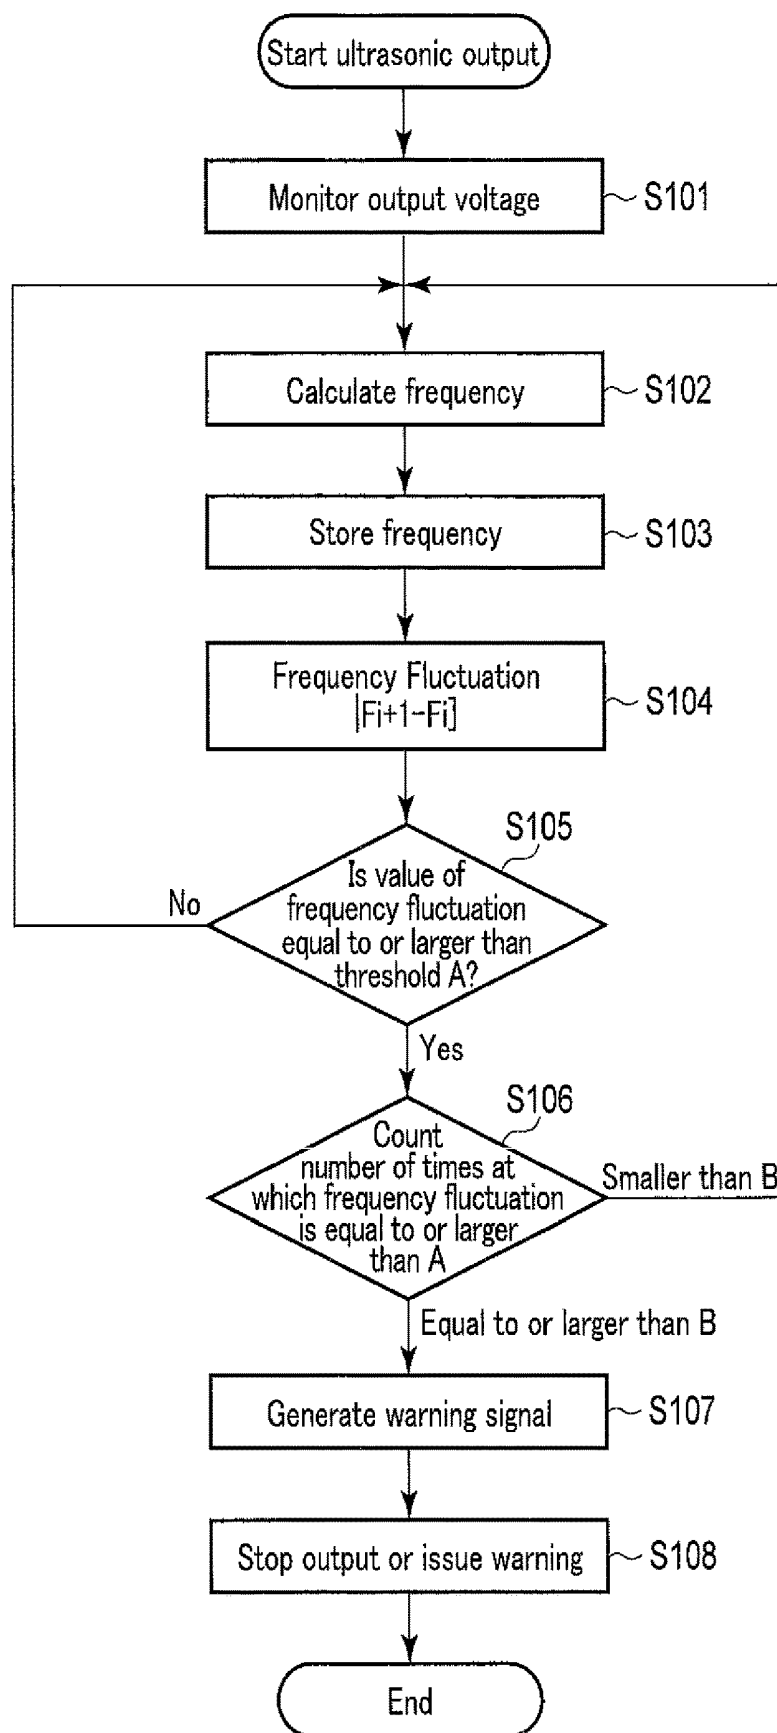 Start ultrasonic output
Monitor output voltage
S101
Calculate frequency
S102
Store frequency
S103
Frequency Fluctuation
|Fi+1-Fi]
S104
S105
Is value of
frequency fluctuation
equal to or larger than
threshold A?
No
Yes
S106
Count
number of times at
which frequency fluctuation
is equal to or larger
than A
Smaller than B
Equal to or larger than B
Generate warning signal
S107
Stop output or issue warning
S108
End